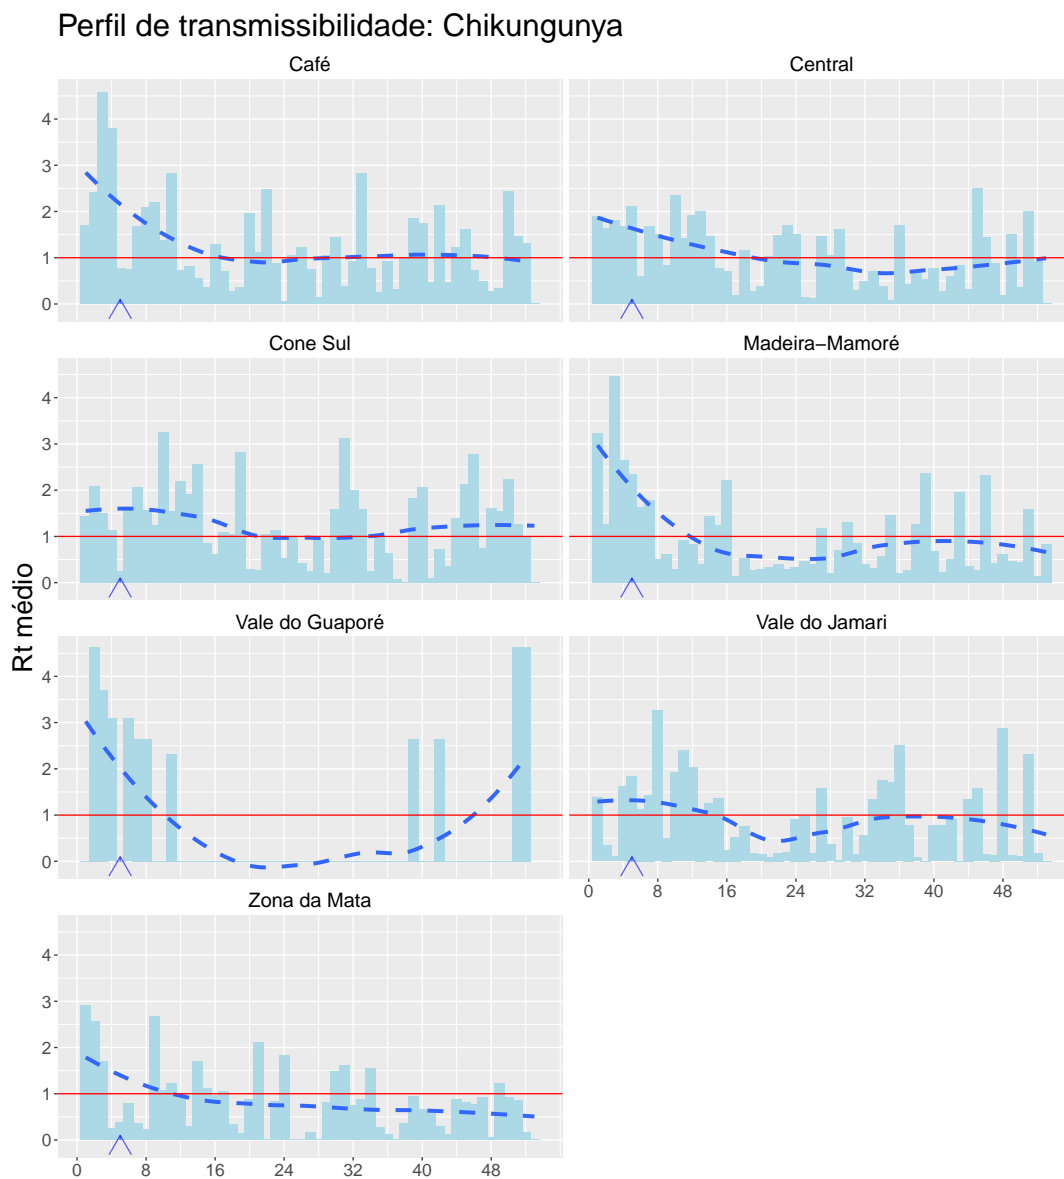 Perfil de transmissibilidade: Chikungunya
Café
Central
4
3
2
1
0
Cone Sul
Madeira−Mamoré
4
3
2
1
0
Rt médio
Vale do Guaporé
Vale do Jamari
4
3
2
1
0
0 8 16 24 32 40 48
Zona da Mata
4
3
2
1
0
0 8 16 24 32 40 48